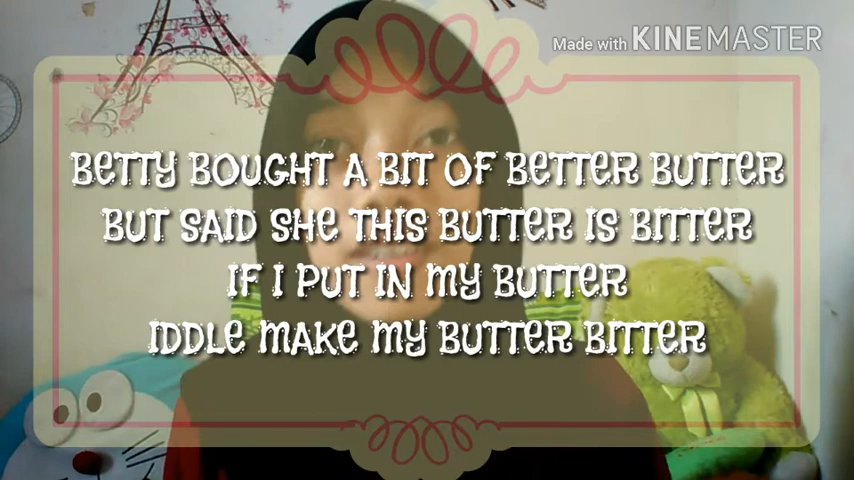 Made with KINEMASTER
BETTY BOUGHT A BIT OF BETTER BUTTER
BUT SAID SHE THIS BUTTER IS BITTER
IF I PUT IN MY BUTTER
IDDLE MAKE MY BUTTER BITTER